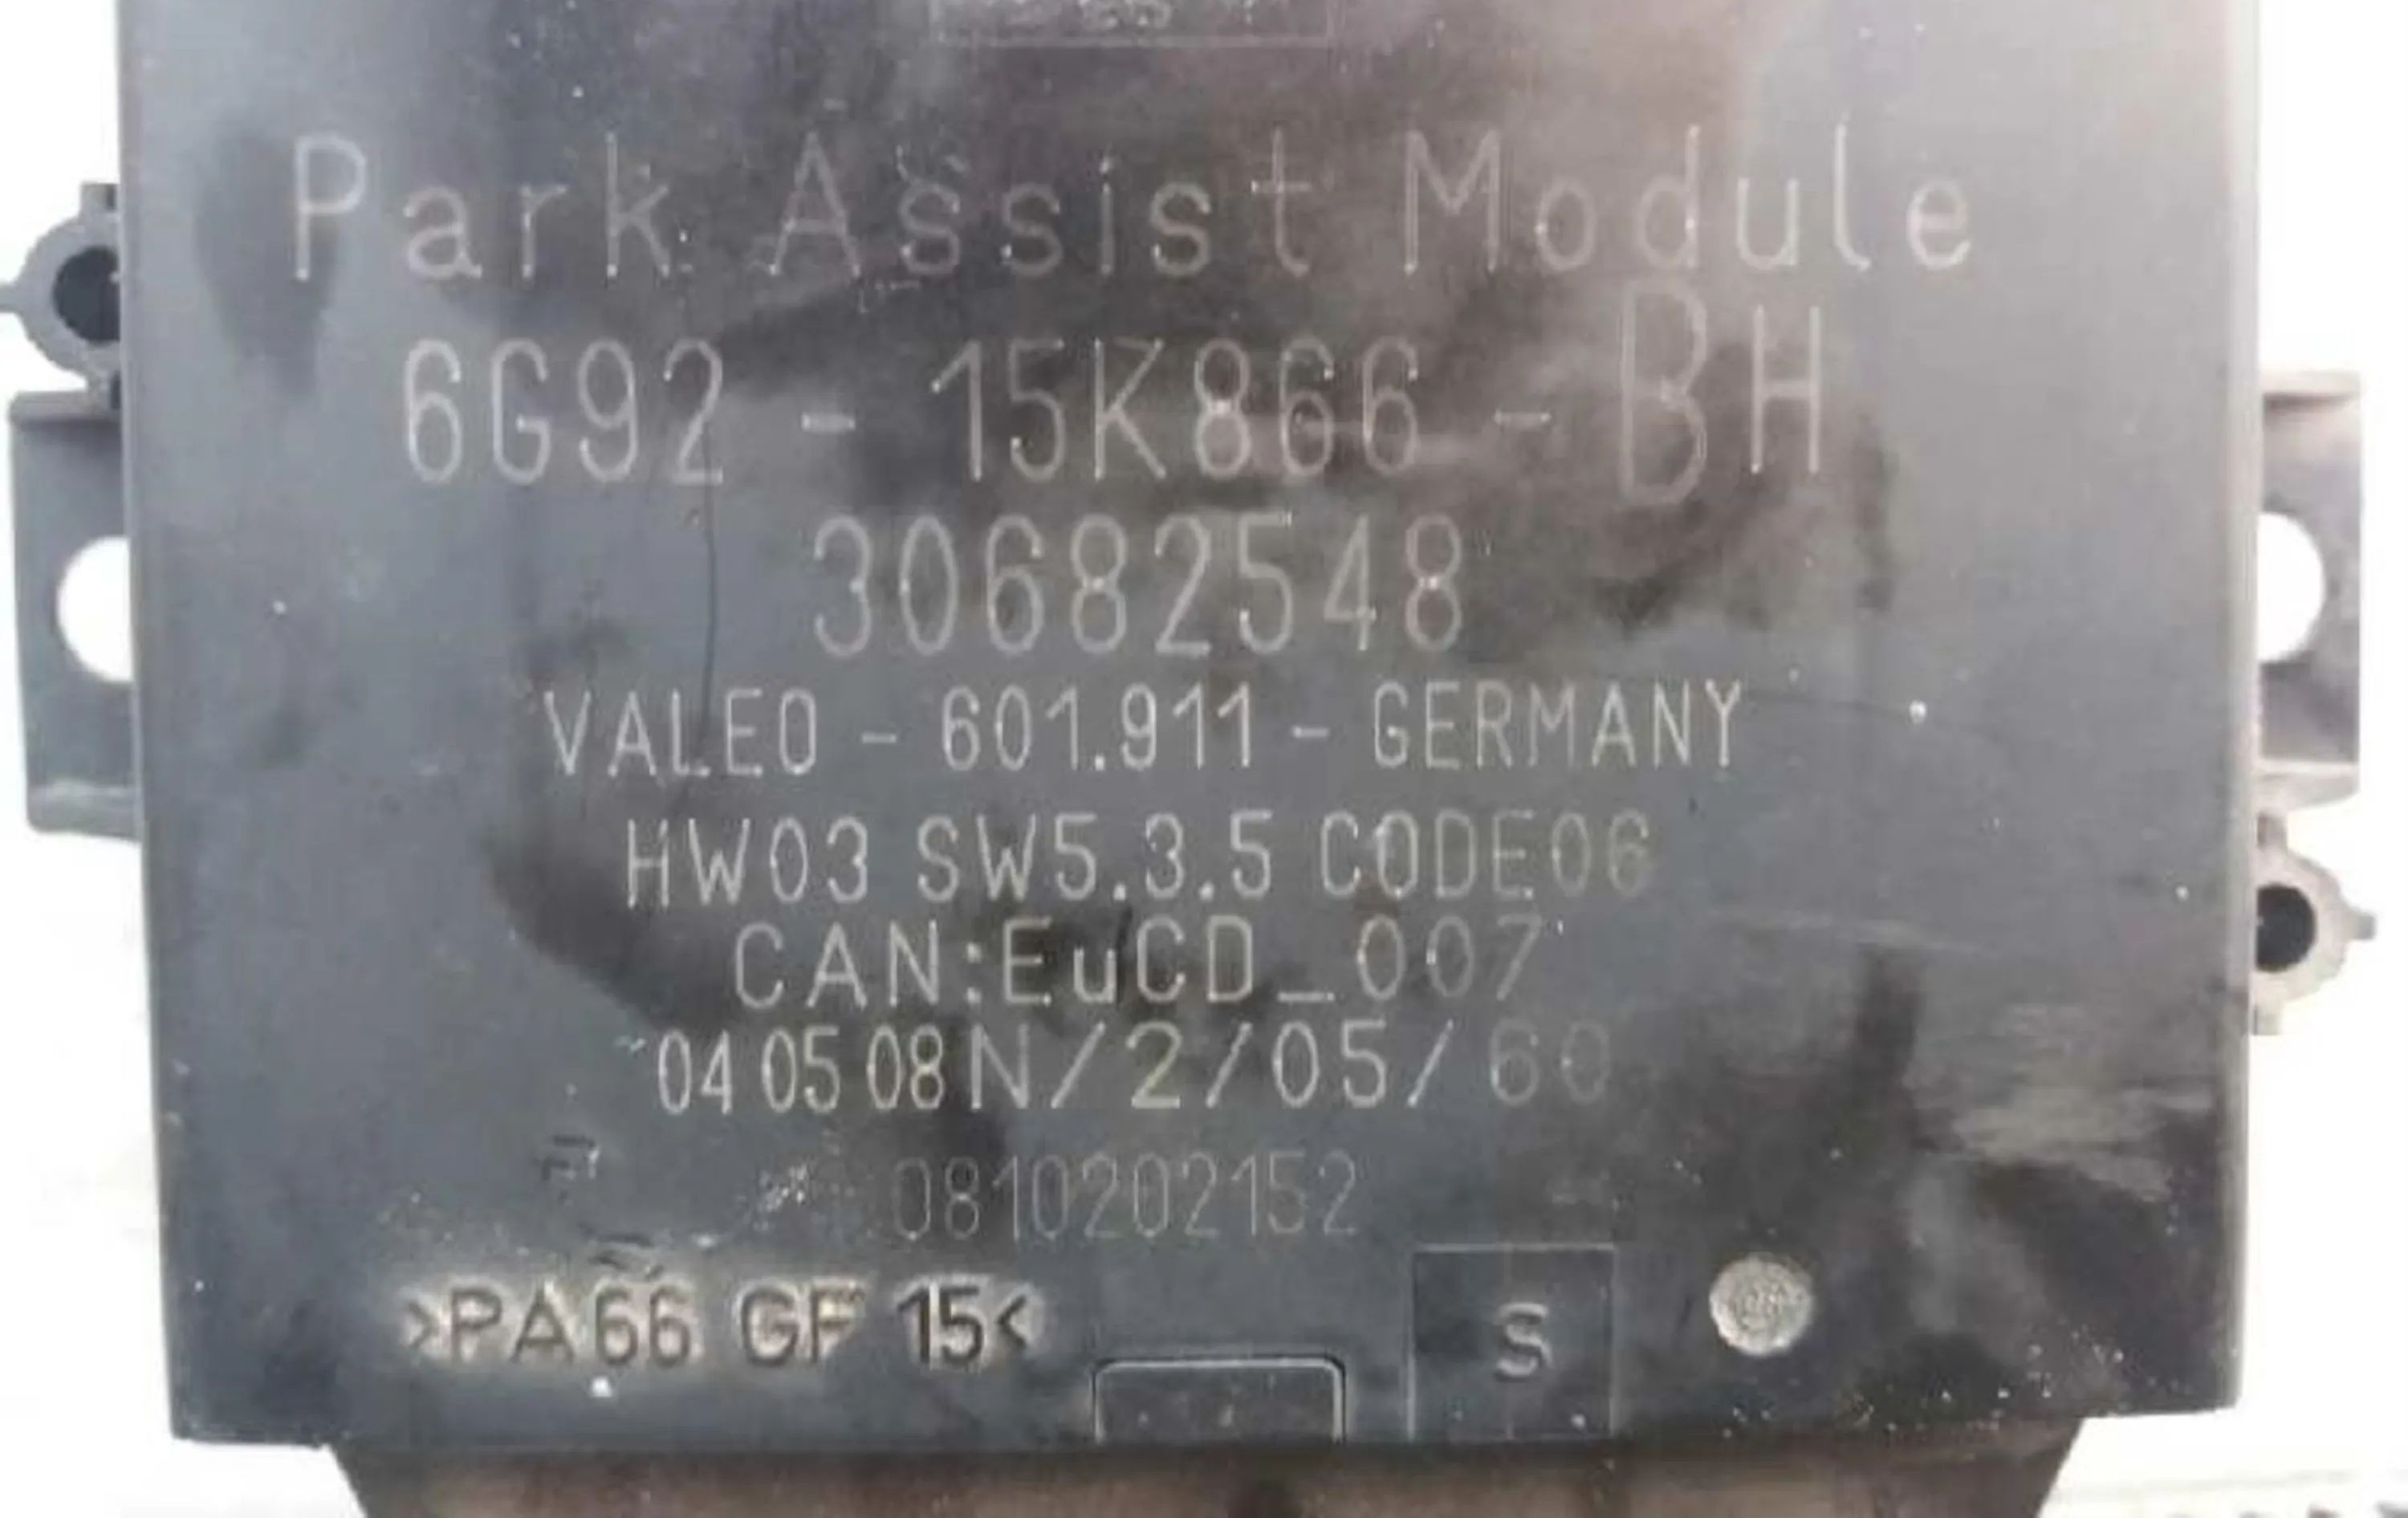 Park Assist Module
6G92 - 15K866 - BH
30682548
VALEO - 601.911 - GERMANY
HW03 SW5.3.5 CODE06
CAN:EuCD_007
04 05 08 N/2/05/60
0810202152
>PA66 GF 15<
S